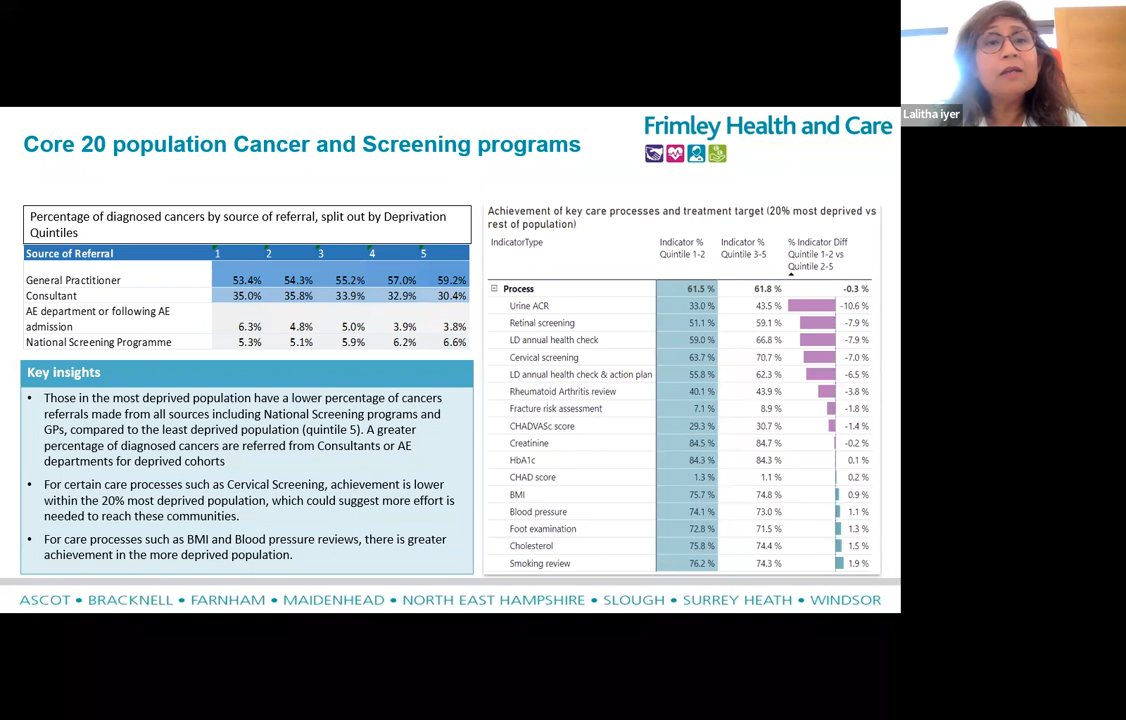 Lalitha iyer
Core 20 population Cancer and Screening programs
Frimley Health and Care
Percentage of diagnosed cancers by source of referral, split out by Deprivation
Quintiles
Source of Referral 1 2 3 4 5
General Practitioner 53.4% 54.3% 55.2% 57.0% 59.2%
Consultant 35.0% 35.8% 33.9% 32.9% 30.4%
AE department or following AE
admission 6.3% 4.8% 5.0% 3.9% 3.8%
National Screening Programme 5.3% 5.1% 5.9% 6.2% 6.6%
Key insights
• Those in the most deprived population have a lower percentage of cancers
referrals made from all sources including National Screening programs and
GPs, compared to the least deprived population (quintile 5). A greater
percentage of diagnosed cancers are referred from Consultants or AE
departments for deprived cohorts
• For certain care processes such as Cervical Screening, achievement is lower
within the 20% most deprived population, which could suggest more effort is
needed to reach these communities.
• For care processes such as BMI and Blood pressure reviews, there is greater
achievement in the more deprived population.
Achievement of key care processes and treatment target (20% most deprived vs
rest of population)
IndicatorType Indicator % Indicator % % Indicator Diff
Quintile 1-2 Quintile 3-5 Quintile 1-2 vs
Quintile 2-5
Process 61.5 % 61.8 % -0.3 %
Urine ACR 33.0 % 43.5 % -10.6 %
Retinal screening 51.1 % 59.1 % -7.9 %
LD annual health check 59.0 % 66.8 % -7.9 %
Cervical screening 63.7 % 70.7 % -7.0 %
LD annual health check & action plan 55.8 % 62.3 % -6.5 %
Rheumatoid Arthritis review 40.1 % 43.9 % -3.8 %
Fracture risk assessment 7.1 % 8.9 % -1.8 %
CHADVASc score 29.3 % 30.7 % -1.4 %
Creatinine 84.5 % 84.7 % -0.2 %
HbA1c 84.3 % 84.3 % 0.1 %
CHAD score 1.3 % 1.1 % 0.2 %
BMI 75.7 % 74.8 % 0.9 %
Blood pressure 74.1 % 73.0 % 1.1 %
Foot examination 72.8 % 71.5 % 1.3 %
Cholesterol 75.8 % 74.4 % 1.5 %
Smoking review 76.2 % 74.3 % 1.9 %
ASCOT • BRACKNELL • FARNHAM • MAIDENHEAD • NORTH EAST HAMPSHIRE • SLOUGH • SURREY HEATH • WINDSOR